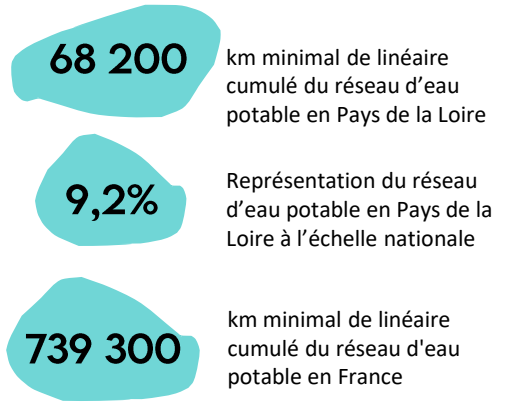 68 200
km minimal de linéaire
cumulé du réseau d’eau
potable en Pays de la Loire
9,2%
Représentation du réseau
d’eau potable en Pays de la
Loire à l’échelle nationale
739 300
km minimal de linéaire
cumulé du réseau d'eau
potable en France